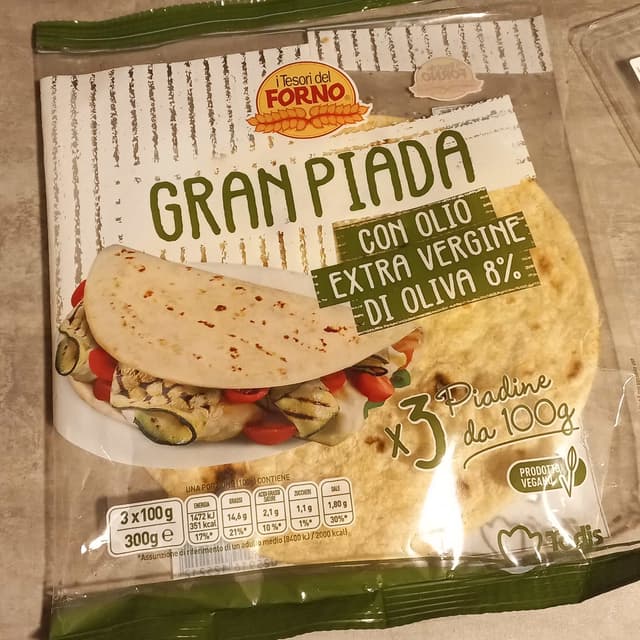 i Tesori del
FORNO
GRAN PIADA
CON OLIO
EXTRA VERGINE
DI OLIVA 8%
x3 Piadine
da 100g
PRODOTTO
VEGANO
UNA PORZIONE (100g) CONTIENE
3 x 100 g
300g e
ENERGIA
1472 kJ
351 kcal
17%*
GRASSI
14,6 g
21%*
ACIDI GRASSI
SATURI
2,1 g
10 %*
ZUCCHERI
1,1 g
1%*
SALE
1,80 g
30%*
*Assunzione di riferimento di un adulto medio (8400 kJ / 2000 kcal)